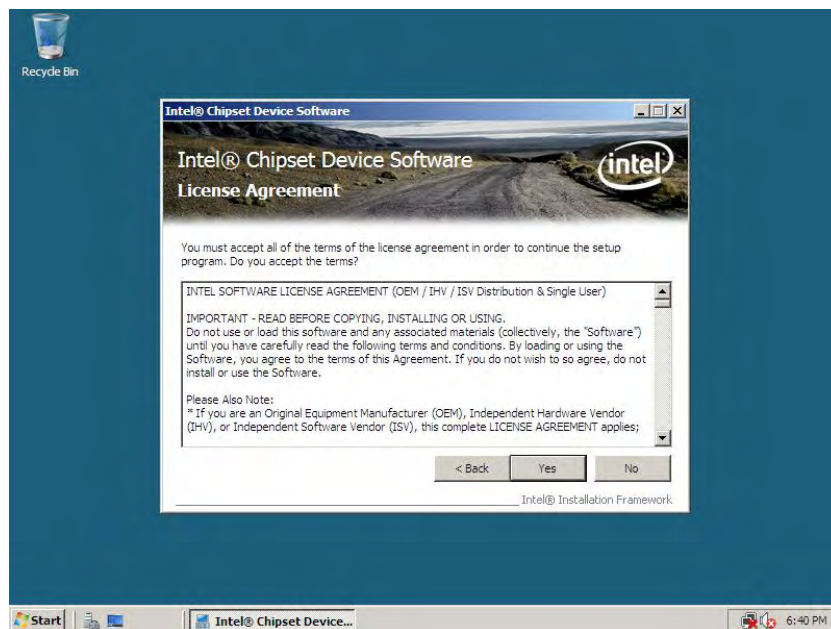 Recycle Bin
Intel® Chipset Device Software
Intel® Chipset Device Software
intel
License Agreement
You must accept all of the terms of the license agreement in order to continue the setup
program. Do you accept the terms?
INTEL SOFTWARE LICENSE AGREEMENT (OEM / IHV / ISV Distribution & Single User)
IMPORTANT - READ BEFORE COPYING, INSTALLING OR USING.
Do not use or load this software and any associated materials (collectively, the "Software")
until you have carefully read the following terms and conditions. By loading or using the
Software, you agree to the terms of this Agreement. If you do not wish to so agree, do not
install or use the Software.
Please Also Note:
* If you are an Original Equipment Manufacturer (OEM), Independent Hardware Vendor
(IHV), or Independent Software Vendor (ISV), this complete LICENSE AGREEMENT applies;
< Back
Yes
No
Intel® Installation Framework
Start
Intel® Chipset Device...
6:40 PM